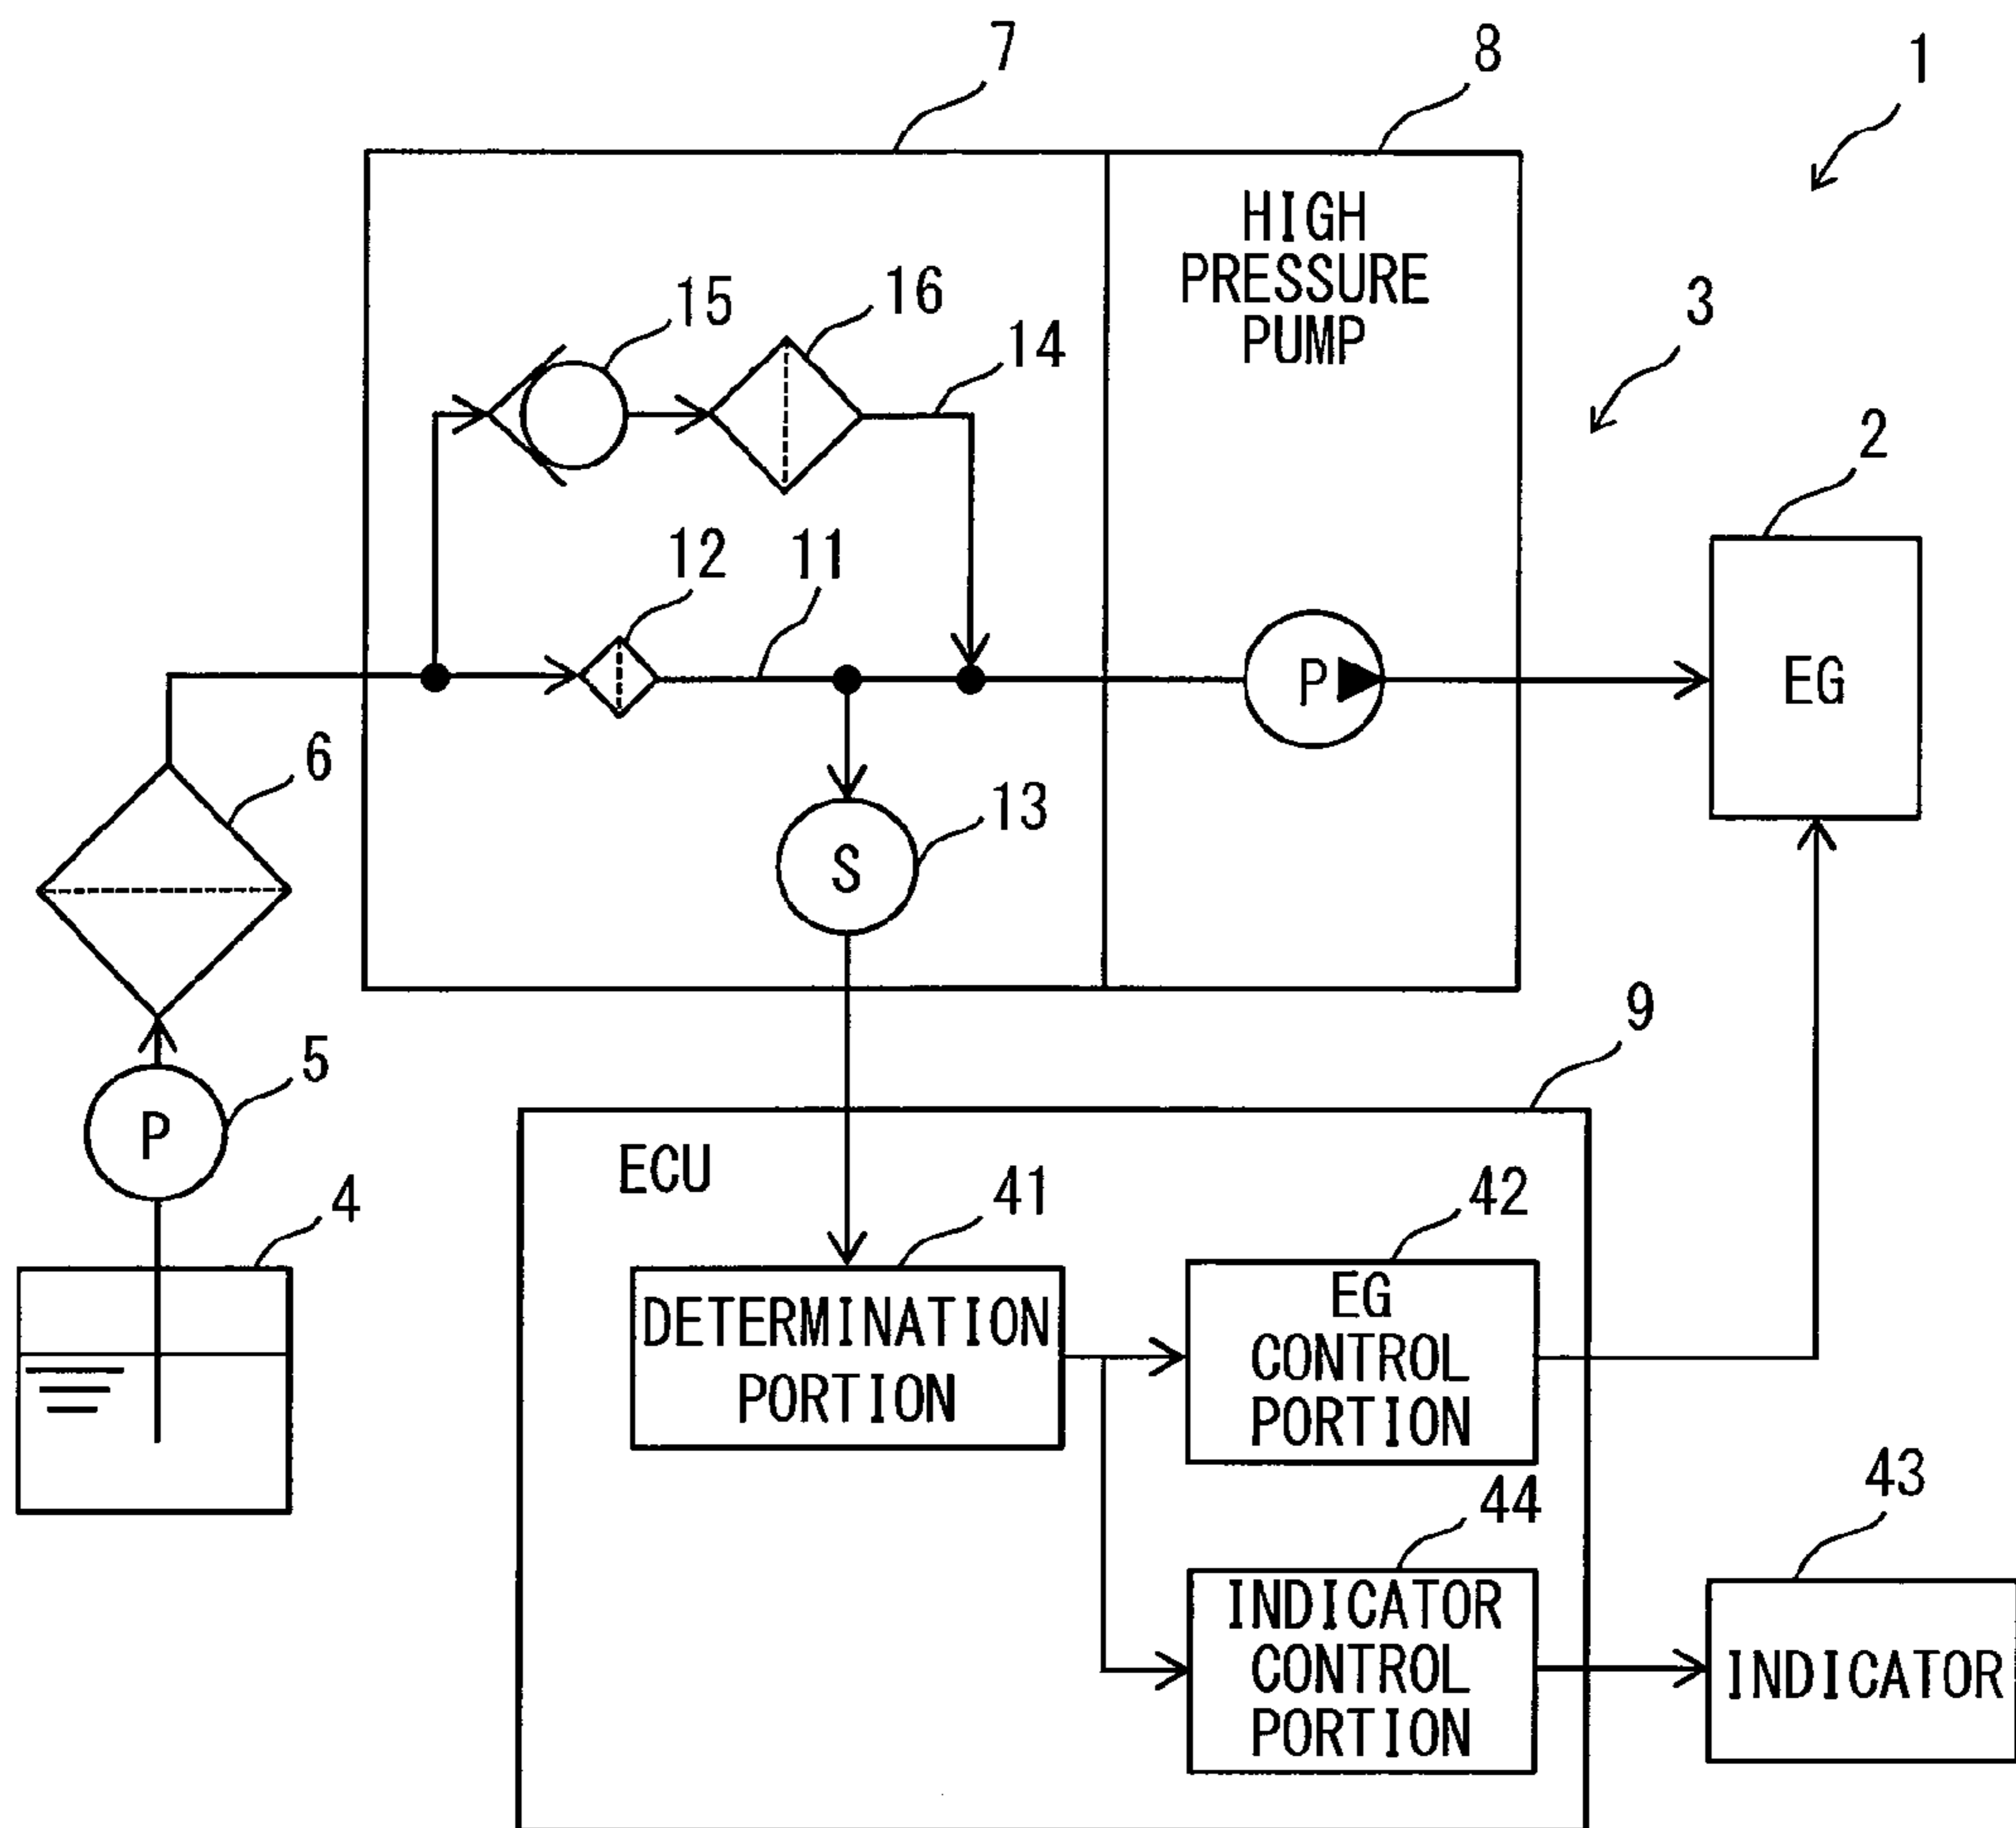 7
8
1
HIGH
PRESSURE
PUMP
15
16
14
3
2
12
11
P
EG
6
13
S
9
5
P
ECU
41
42
4
DETERMINATION
PORTION
EG
CONTROL
PORTION
44
43
INDICATOR
CONTROL
PORTION
INDICATOR